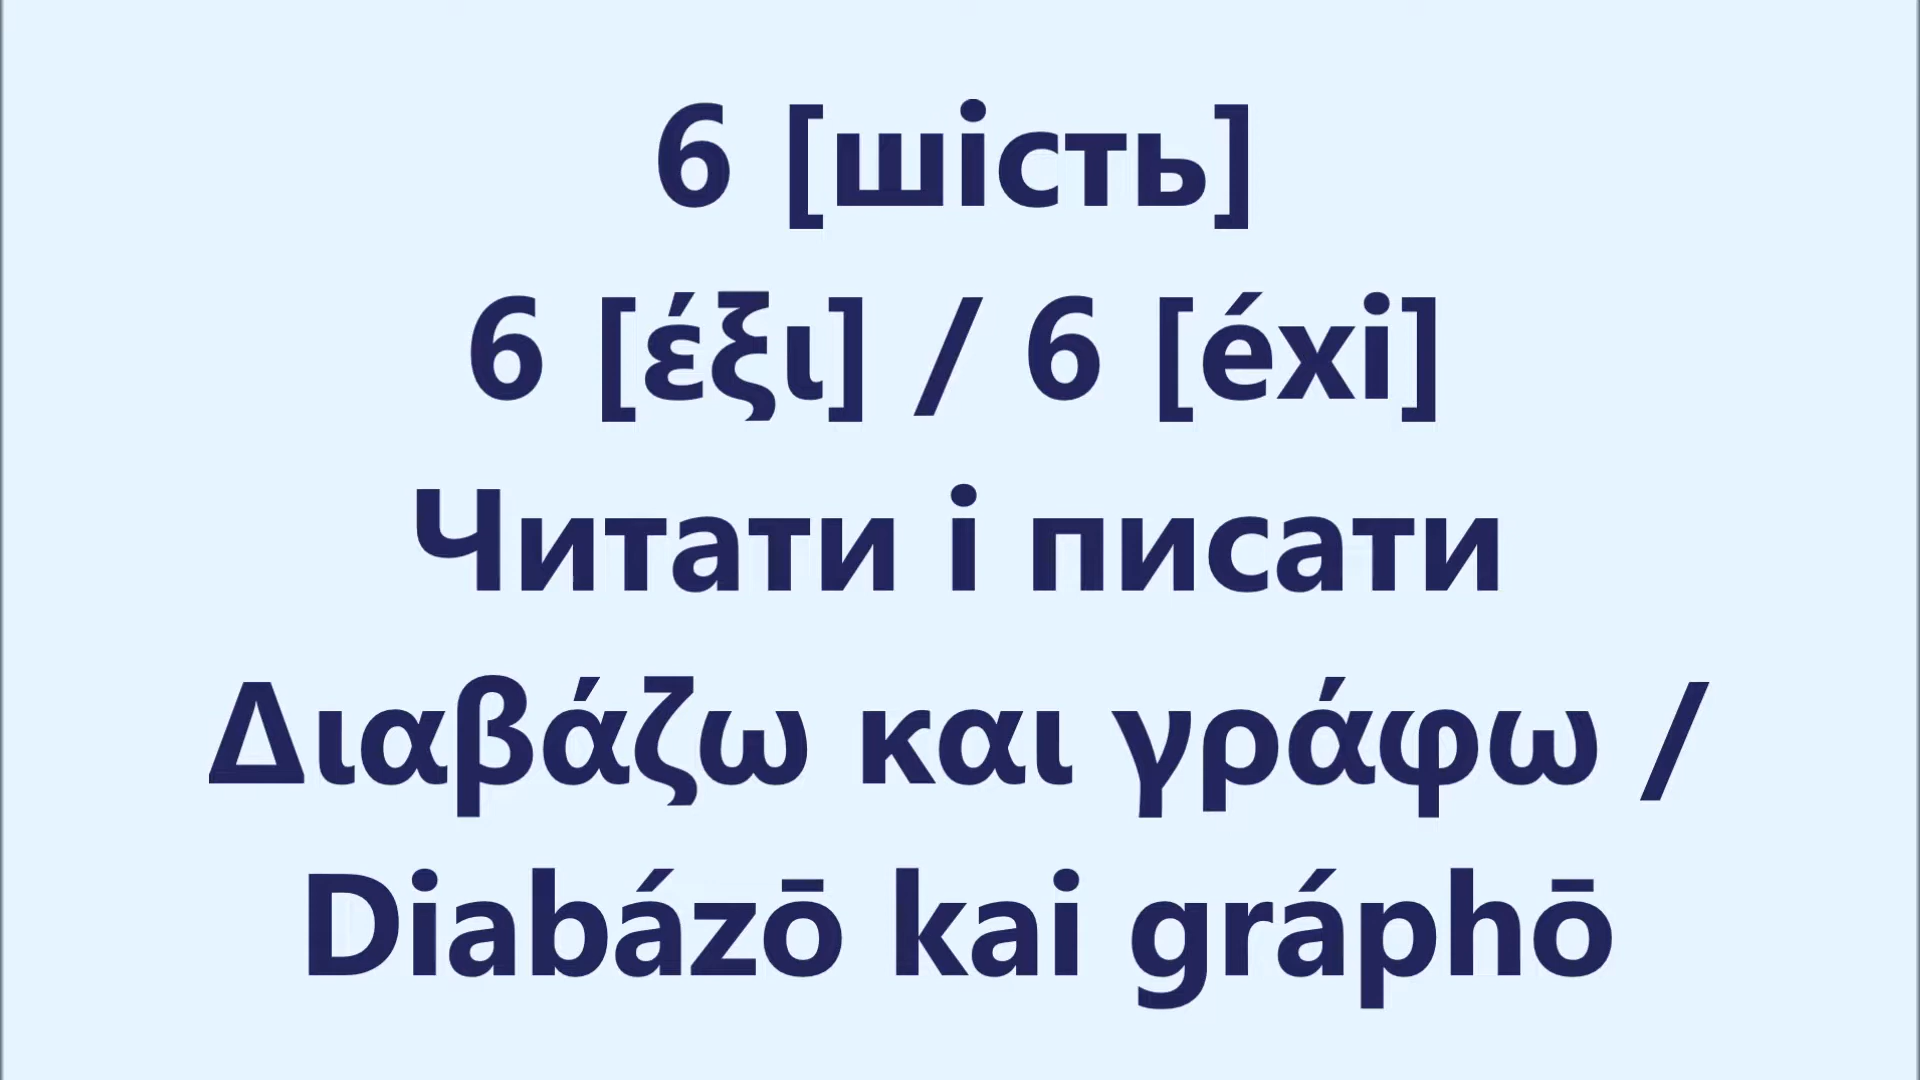 6 [шість]
6 [έξι] / 6 [éxi]
Читати і писати
Διαβάζω και γράφω /
Diabázō kai gráphō